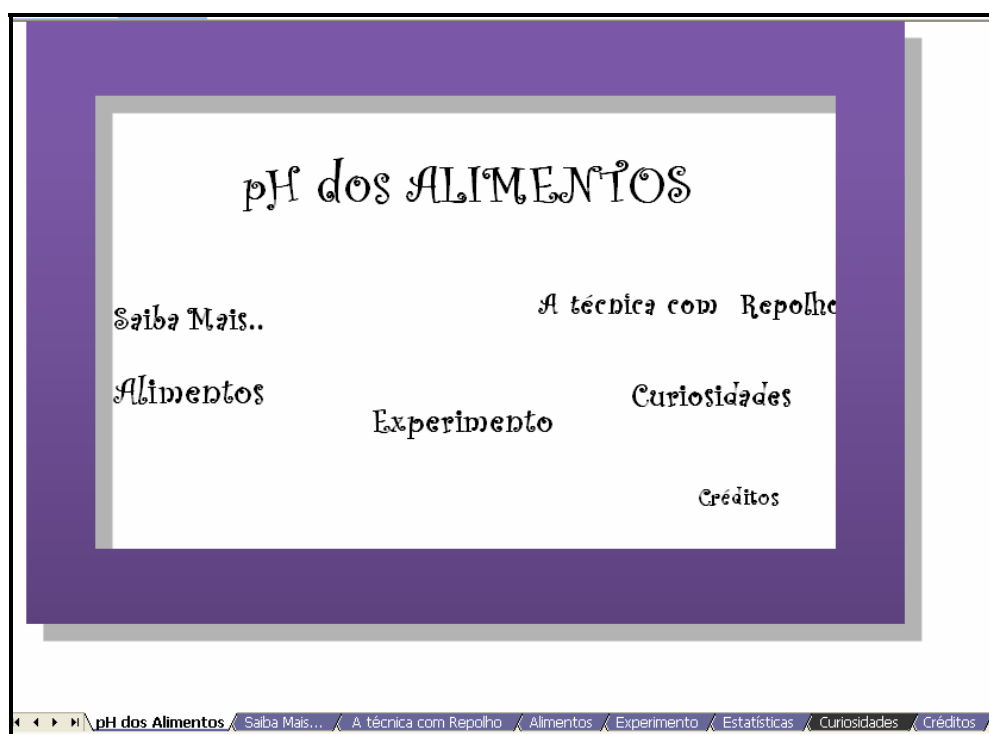 pH dos ALIMENTOS
Saiba Mais..
A técnica com Repolho
Alimentos
Curiosidades
Experimento
Créditos
pH dos Alimentos Saiba Mais... A técnica com Repolho Alimentos Experimento Estatísticas Curiosidades Créditos